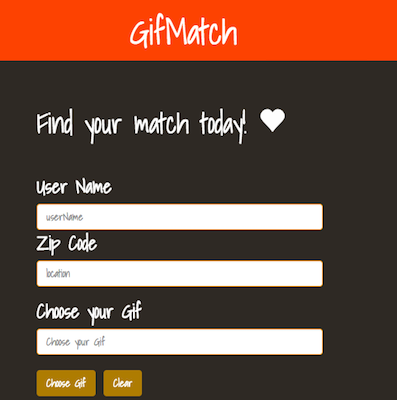 GifMatch
Find your match today!
User Name
userName
Zip Code
location
Choose your Gif
Choose your Gif
Choose Gif Clear